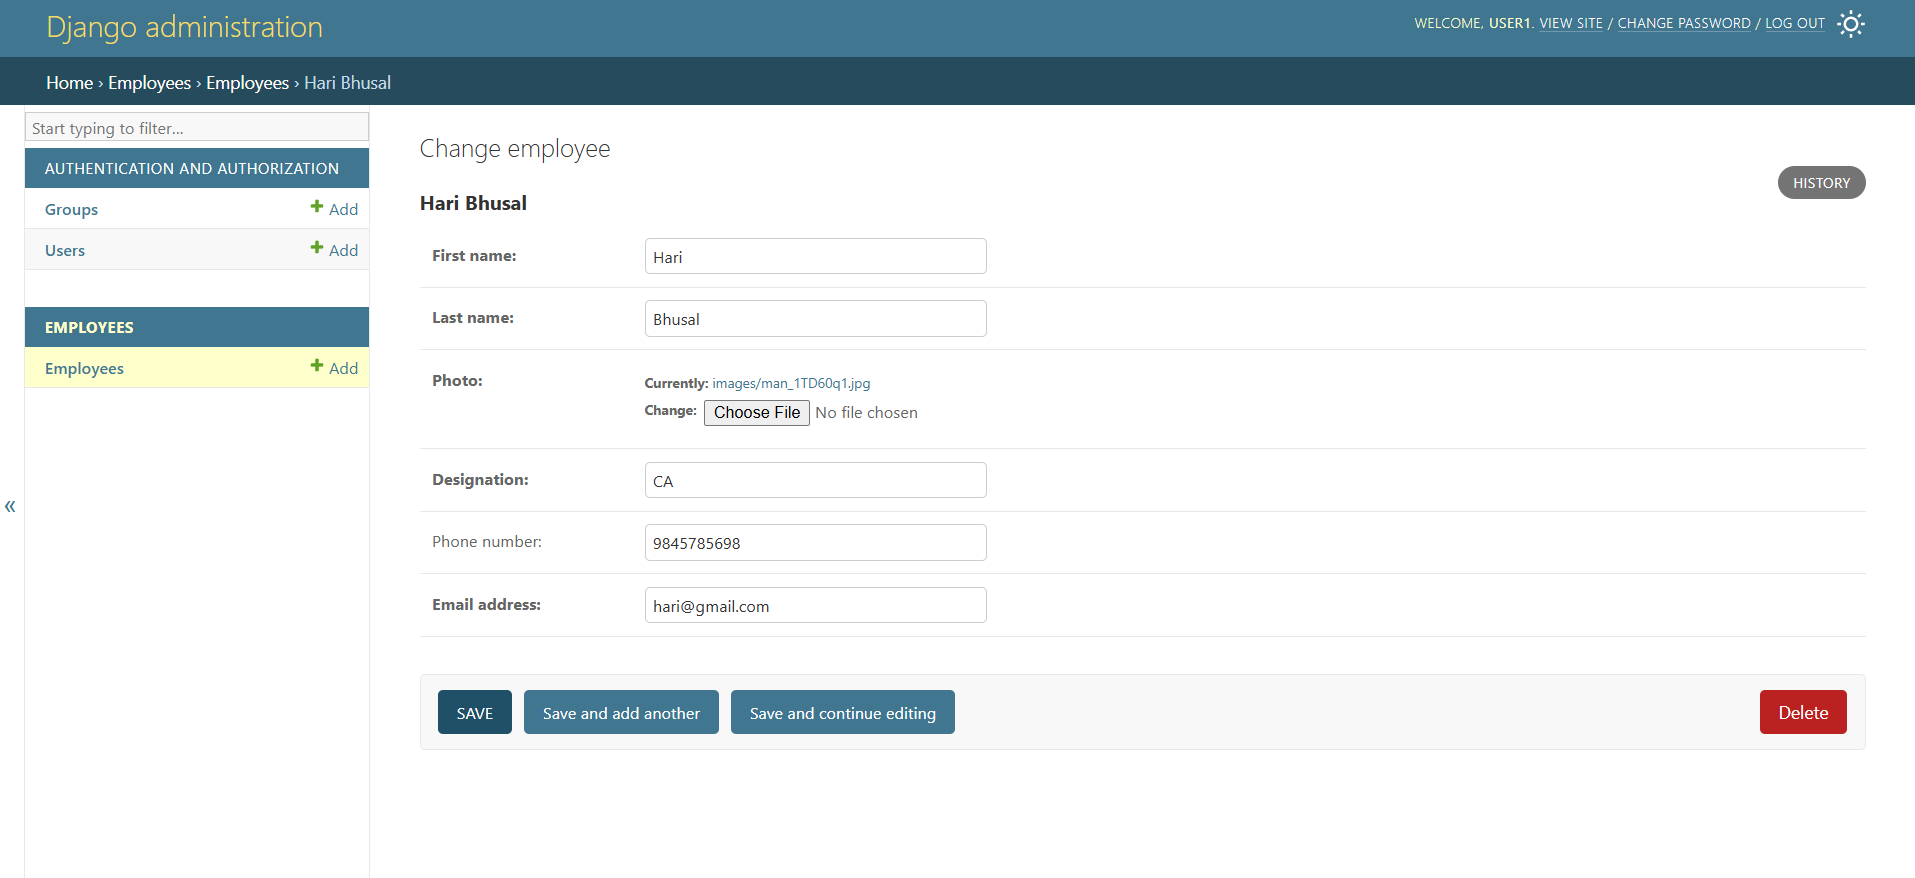 Django administration
WELCOME, USER1. VIEW SITE / CHANGE PASSWORD / LOG OUT
Home › Employees › Employees › Hari Bhusal
Start typing to filter...
AUTHENTICATION AND AUTHORIZATION
Groups + Add
Users + Add
EMPLOYEES
Employees + Add
«
Change employee
HISTORY
Hari Bhusal
First name: Hari
Last name: Bhusal
Photo: Currently: images/man_1TD60q1.jpg
Change: Choose File No file chosen
Designation: CA
Phone number: 9845785698
Email address: hari@gmail.com
SAVE Save and add another Save and continue editing Delete